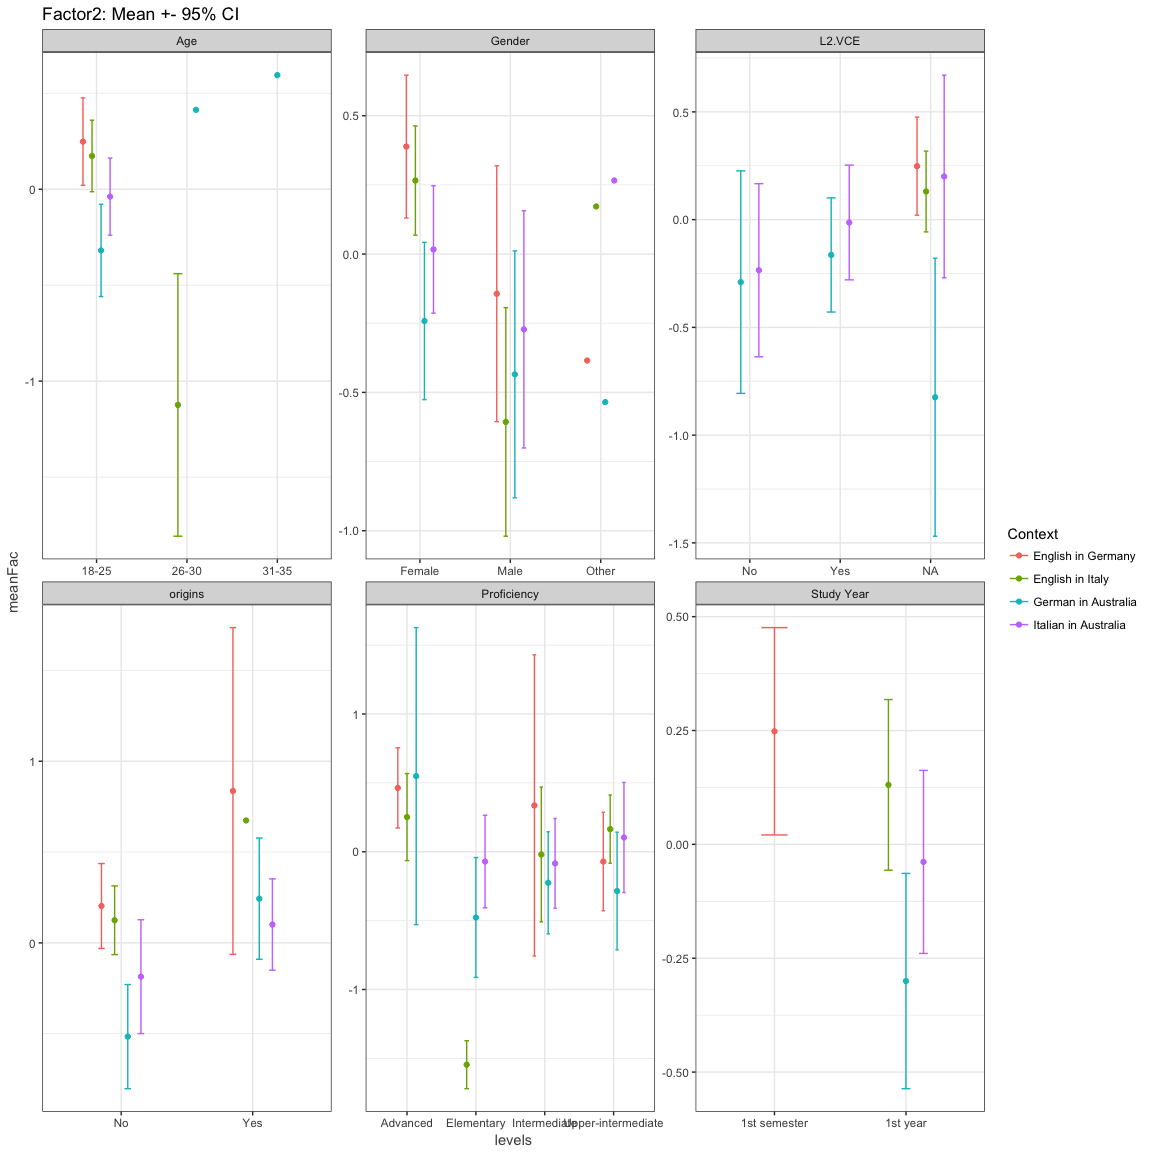 Factor2: Mean +- 95% CI
Age
Gender
L2.VCE
0
-1
0.5
0.0
-0.5
-1.0
0.5
0.0
-0.5
-1.0
-1.5
18-25 26-30 31-35
Female Male Other
No Yes NA
meanFac
Context
English in Germany
English in Italy
German in Australia
Italian in Australia
origins
Proficiency
Study Year
1
0
1
0
-1
0.50
0.25
0.00
-0.25
-0.50
No Yes
Advanced Elementary Intermediate Upper-intermediate
1st semester 1st year
levels